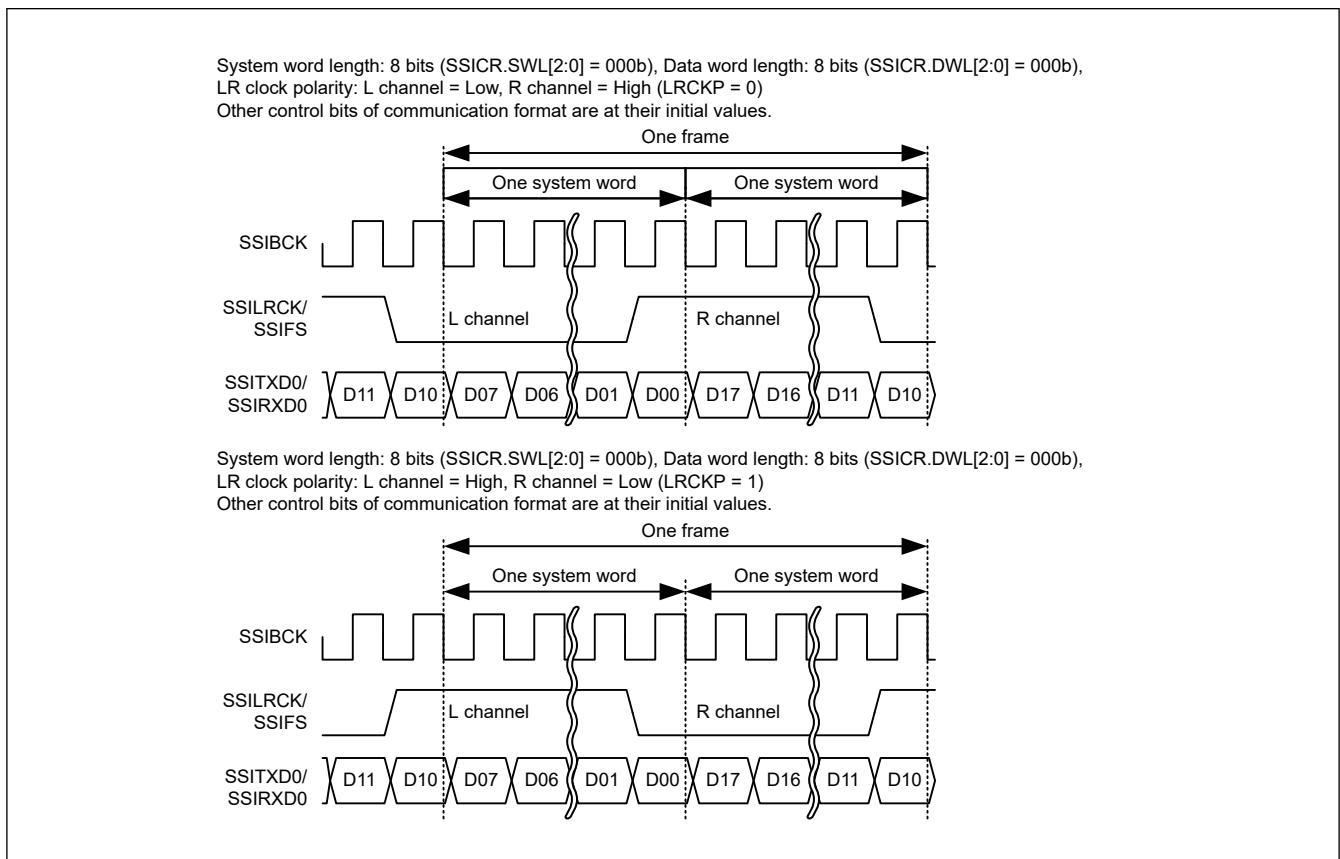 System word length: 8 bits (SSICR.SWL[2:0] = 000b), Data word length: 8 bits (SSICR.DWL[2:0] = 000b),
LR clock polarity: L channel = Low, R channel = High (LRCKP = 0)
Other control bits of communication format are at their initial values.
One frame
One system word One system word
SSIBCK
SSILRCK/
SSIFS
L channel R channel
SSITXD0/
SSIRXD0
D11 D10 D07 D06 D01 D00 D17 D16 D11 D10
System word length: 8 bits (SSICR.SWL[2:0] = 000b), Data word length: 8 bits (SSICR.DWL[2:0] = 000b),
LR clock polarity: L channel = High, R channel = Low (LRCKP = 1)
Other control bits of communication format are at their initial values.
One frame
One system word One system word
SSIBCK
SSILRCK/
SSIFS
L channel R channel
SSITXD0/
SSIRXD0
D11 D10 D07 D06 D01 D00 D17 D16 D11 D10